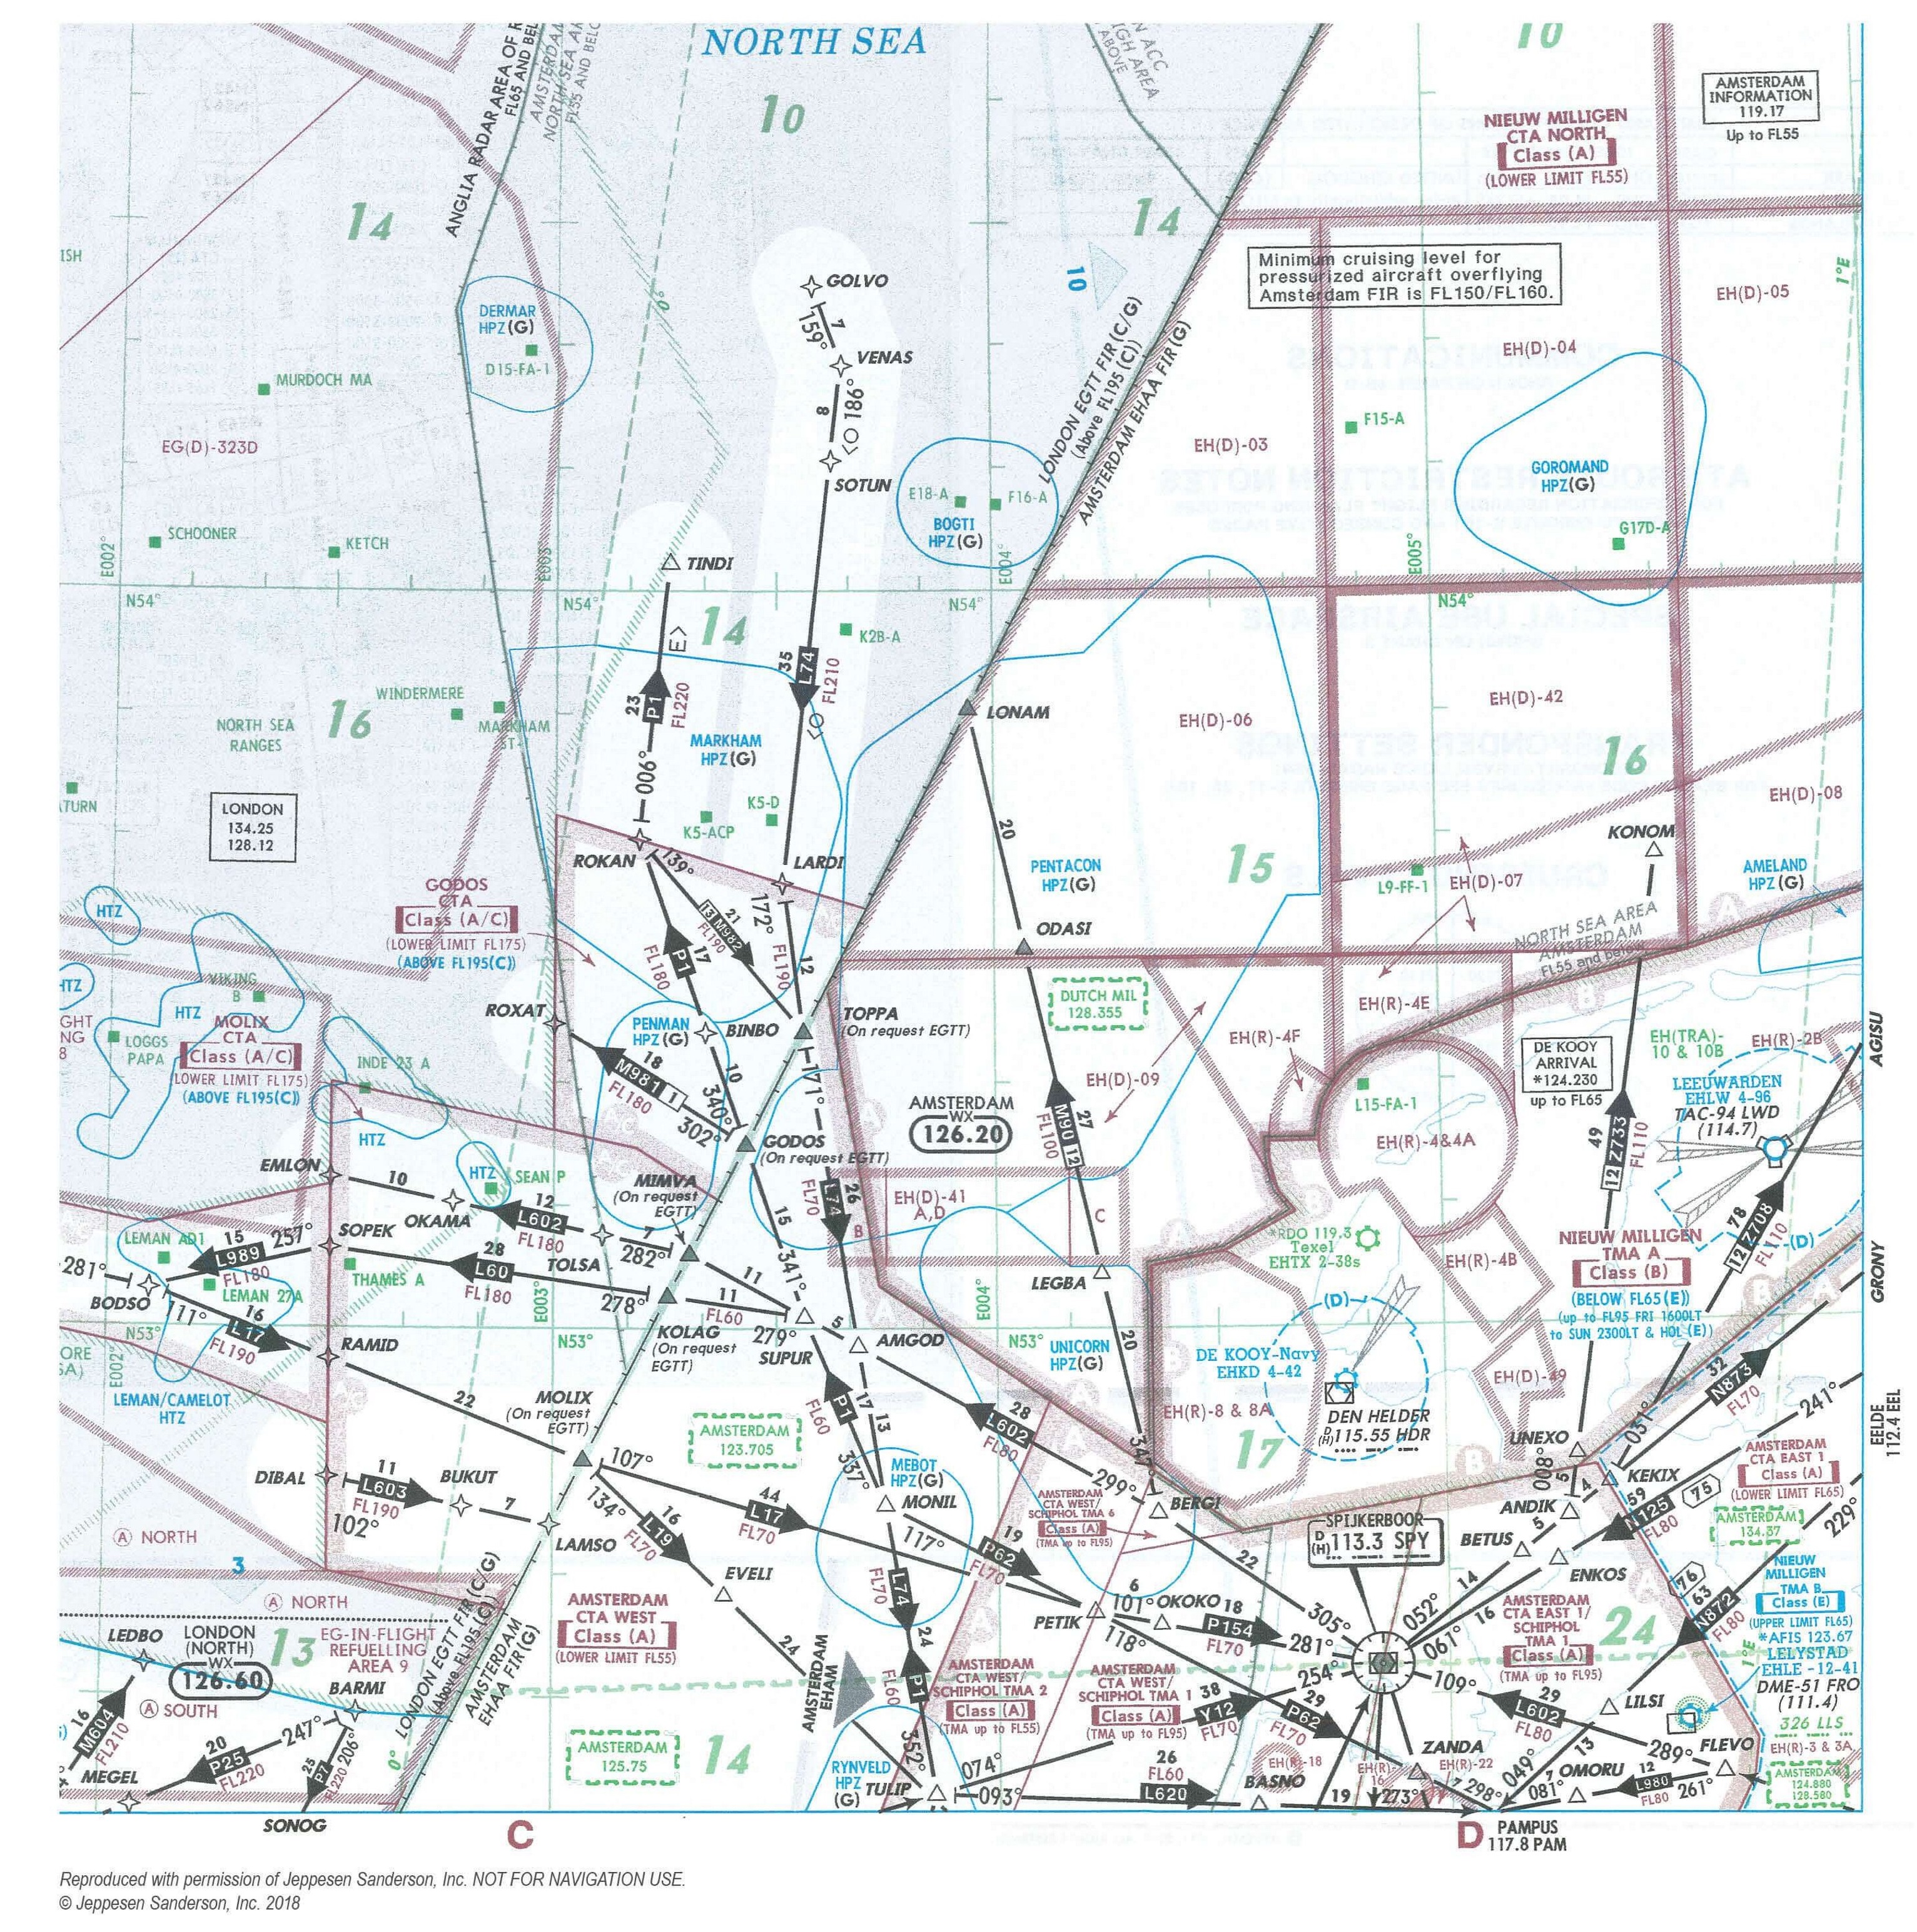 NORTH SEA
10
10
ANGLIA RADAR AREA OF R
FL65 AND BEL
AMSTERDAM
NORTH SEA AR
FL55 AND BELO
N ACC
IGH AREA
ABOVE
AMSTERDAM
INFORMATION
119.17
Up to FL55
NIEUW MILLIGEN
CTA NORTH
Class (A)
(LOWER LIMIT FL55)
14
14
ISH
0°
1°E
10
GOLVO
7
159°
VENAS
8
LO 186°
SOTUN
Minimum cruising level for
pressurized aircraft overflying
Amsterdam FIR is FL150/FL160.
EH(D)-05
EH(D)-04
EH(D)-03
DERMAR
HPZ(G)
D15-FA-1
MURDOCH MA
EG(D)-323D
SCHOONER
KETCH
LONDON EGTT FIR (C/G)
(Above FL195 (C))
AMSTERDAM EHAA FIR(G)
F15-A
GOROMAND
HPZ(G)
G17D-A
E18-A
F16-A
BOGTI
HPZ(G)
E002°
E003°
E004°
E005°
N54°
N54°
N54°
N54°
TINDI
E>
14
K2B-A
35
L74
FL210
LO
23
P1
FL220
006°
WINDERMERE
MARKHAM
ST-
NORTH SEA
RANGES
16
MARKHAM
HPZ(G)
K5-D
K5-ACP
LONAM
EH(D)-06
EH(D)-42
16
EH(D)-08
ATURN
LONDON
134.25
128.12
20
15
KONOM
ROKAN
139°
LARDI
172°
PENTACON
HPZ(G)
L9-FF-1
EH(D)-07
AMELAND
HPZ(G)
HTZ
GODOS
CTA
Class (A/C)
(LOWER LIMIT FL175)
(ABOVE FL195(C))
21
13 M982
FL190
17
P1
FL180
12
FL190
ODASI
NORTH SEA AREA
AMSTERDAM
FL55 and below
A
B
HTZ
VIKING
B
HTZ
GHT
NG
8
LOGGS
PAPA
MOLIX
CTA
Class (A/C)
(LOWER LIMIT FL175)
(ABOVE FL195(C))
ROXAT
PENMAN
HPZ(G)
BINBO
TOPPA
(On request EGTT)
DUTCH MIL
128.355
EH(R)-4E
EH(R)-4F
DE KOOY
ARRIVAL
*124.230
up to FL65
EH(TRA)-
10 & 10B
EH(R)-2B
AGISU
INDE 23 A
HTZ
18
M981 1
FL180
10
340°
302°
171°
EH(D)-09
L15-FA-1
LEEUWARDEN
EHLW 4-96
TAC-94 LWD
(114.7)
AMSTERDAM
WX
126.20
27
M90 12
FL100
EH(R)-4&4A
49
12 Z733
FL110
GODOS
(On request EGTT)
EMLON
10
HTZ
SEAN P
OKAMA
12
L602
FL180
MIMVA
(On request
EGTT)
EH(D)-41
A,D
C
FL70
26
L74
B
A
B
SOPEK
LEMAN AD1
15
257°
L989
FL180
LEMAN 27A
28
L60
FL180
THAMES A
TOLSA
7
282°
15
341°
*RDO 119.3
Texel
EHTX 2-38s
EH(R)-4B
NIEUW MILLIGEN
TMA A
Class (B)
(BELOW FL65(E))
(up to FL95 FRI 1600LT
to SUN 2300LT & HOL (E))
78
12 Z708
FL110
(D)
281°
BODSO
111°
16
L17
FL190
RAMID
E003°
278°
11
11
FL60
KOLAG
(On request
EGTT)
279°
SUPUR
5
AMGOD
LEGBA
E004°
A
B
A
GRONY
N53°
E002°
N53°
N53°
ORE
SA)
LEMAN/CAMELOT
HTZ
UNICORN
HPZ(G)
20
B
(D)
DE KOOY-Navy
EHKD 4-42
DEN HELDER
D
(H)115.55 HDR
EH(D)-49
32
N873
FL70
22
MOLIX
(On request
EGTT)
AMSTERDAM
123.705
P1
FL60
17
13
337°
28
L602
FL80
A
EH(R)-8 & 8A
17
241°
EELDE
112.4 EEL
DIBAL
11
L603
FL190
102°
BUKUT
7
LAMSO
107°
134°
16
L19
FL70
44
L17
FL70
MEBOT
HPZ(G)
MONIL
117°
299°
347°
BERGI
AMSTERDAM
CTA WEST/
SCHIPHOL TMA 6
Class (A)
(TMA up to FL95)
B
UNEXO
008°
031°
5
4
KEKIX
ANDIK
59
N125
FL80
75
AMSTERDAM
CTA EAST 1
Class (A)
(LOWER LIMIT FL65)
AMSTERDAM
134.37
229°
A NORTH
3
A NORTH
EVELI
19
P62
FL70
22
SPIJKERBOOR
D
(H)113.3 SPY
BETUS
5
ENKOS
A
NIEUW
MILLIGEN
TMA B
Class (E)
(UPPER LIMIT FL65)
*AFIS 123.67
LELYSTAD
EHLE -12-41
DME-51 FRO
(111.4)
326 LLS
LEDBO
LONDON
(NORTH)
WX
126.60
13
EG-IN-FLIGHT
REFUELLING
AREA 9
BARMI
A SOUTH
LONDON EGTT FIR (C/G)
(Above FL195(C))
AMSTERDAM
EHAA FIR(G)
AMSTERDAM
CTA WEST
Class (A)
(LOWER LIMIT FL55)
24
FL70
L74
24
PETIK
6
101°
OKOKO
118°
18
P154
FL70
305°
281°
254°
052°
061°
109°
14
16
AMSTERDAM
CTA EAST 1/
SCHIPHOL
TMA 1
Class (A)
(TMA up to FL95)
24
76
63
N872
FL80
1°E
16
M604
FL210
20
P25
FL220
247°
206°
25
P7
FL220
MEGEL
SONOG
0°
AMSTERDAM
125.75
14
AMSTERDAM
EHAM
P1
FL60
352°
RYNVELD
HPZ
(G)
TULIP
AMSTERDAM
CTA WEST/
SCHIPHOL TMA 2
Class (A)
(TMA up to FL55)
AMSTERDAM
CTA WEST/
SCHIPHOL TMA 1
Class (A)
(TMA up to FL95)
38
Y12
FL70
29
P62
FL70
29
L602
FL80
LILSI
ZANDA
FLEVO
EH(R)-3 & 3A
074°
093°
26
FL60
L620
EH(R)-18
BASNO
EH(R)-
16
EH(R)-22
19
273°
7
298°
049°
13
081°
7
OMORU
289°
12
L980
FL80
261°
AMSTERDAM
124.880
128.580
C
D
PAMPUS
117.8 PAM
Reproduced with permission of Jeppesen Sanderson, Inc. NOT FOR NAVIGATION USE.
© Jeppesen Sanderson, Inc. 2018